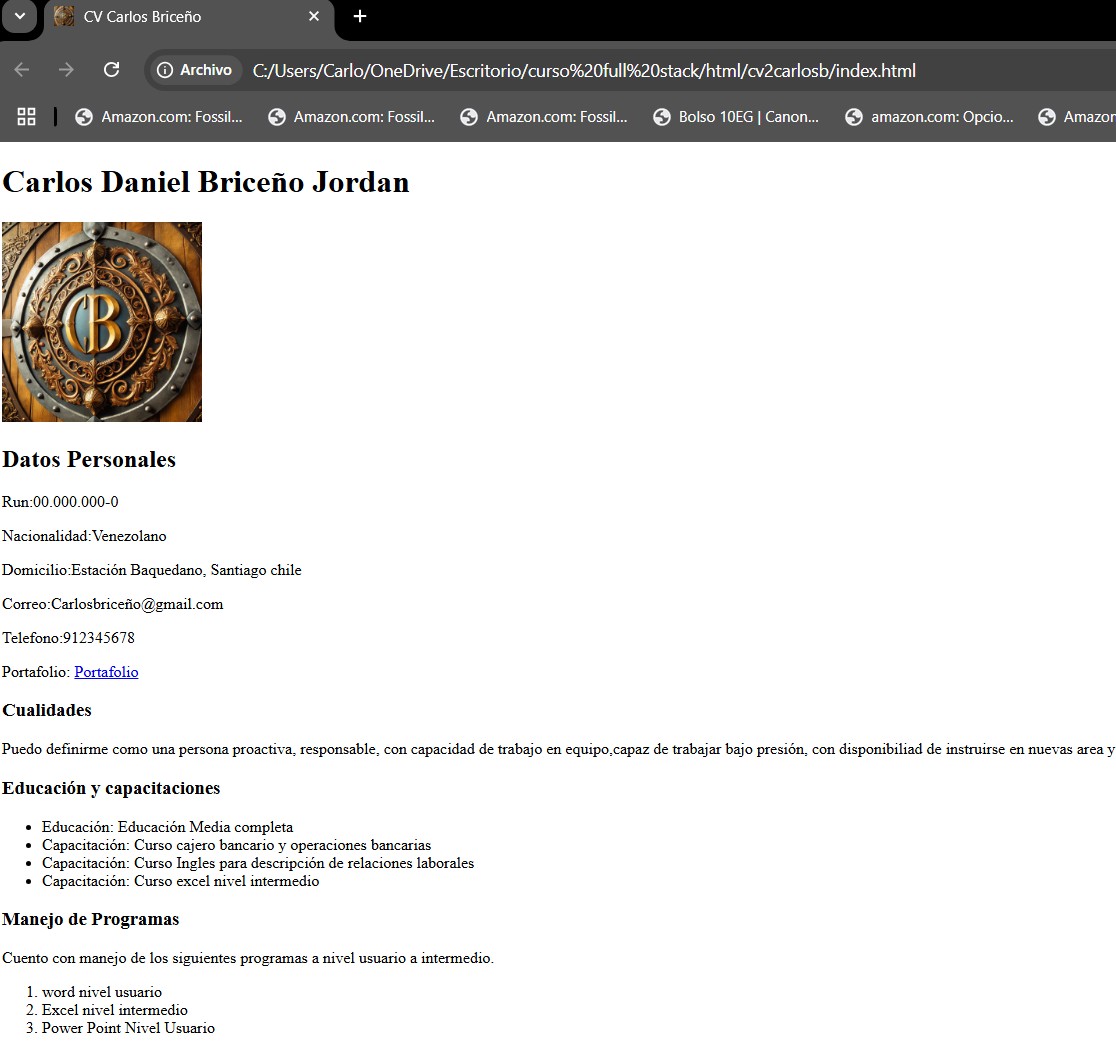 CV Carlos Briceño
Archivo
C:/Users/Carlo/OneDrive/Escritorio/curso%20full%20stack/html/cv2carlosb/index.html
Amazon.com: Fossil... Amazon.com: Fossil... Amazon.com: Fossil... Bolso 10EG | Canon... amazon.com: Opcio... Amazon
Carlos Daniel Briceño Jordan
CB
Datos Personales
Run:00.000.000-0
Nacionalidad:Venezolano
Domicilio:Estación Baquedano, Santiago chile
Correo:Carlosbriceño@gmail.com
Telefono:912345678
Portafolio: Portafolio
Cualidades
Puedo definirme como una persona proactiva, responsable, con capacidad de trabajo en equipo,capaz de trabajar bajo presión, con disponibiliad de instruirse en nuevas area y
Educación y capacitaciones
Educación: Educación Media completa
Capacitación: Curso cajero bancario y operaciones bancarias
Capacitación: Curso Ingles para descripción de relaciones laborales
Capacitación: Curso excel nivel intermedio
Manejo de Programas
Cuento con manejo de los siguientes programas a nivel usuario a intermedio.
1. word nivel usuario
2. Excel nivel intermedio
3. Power Point Nivel Usuario